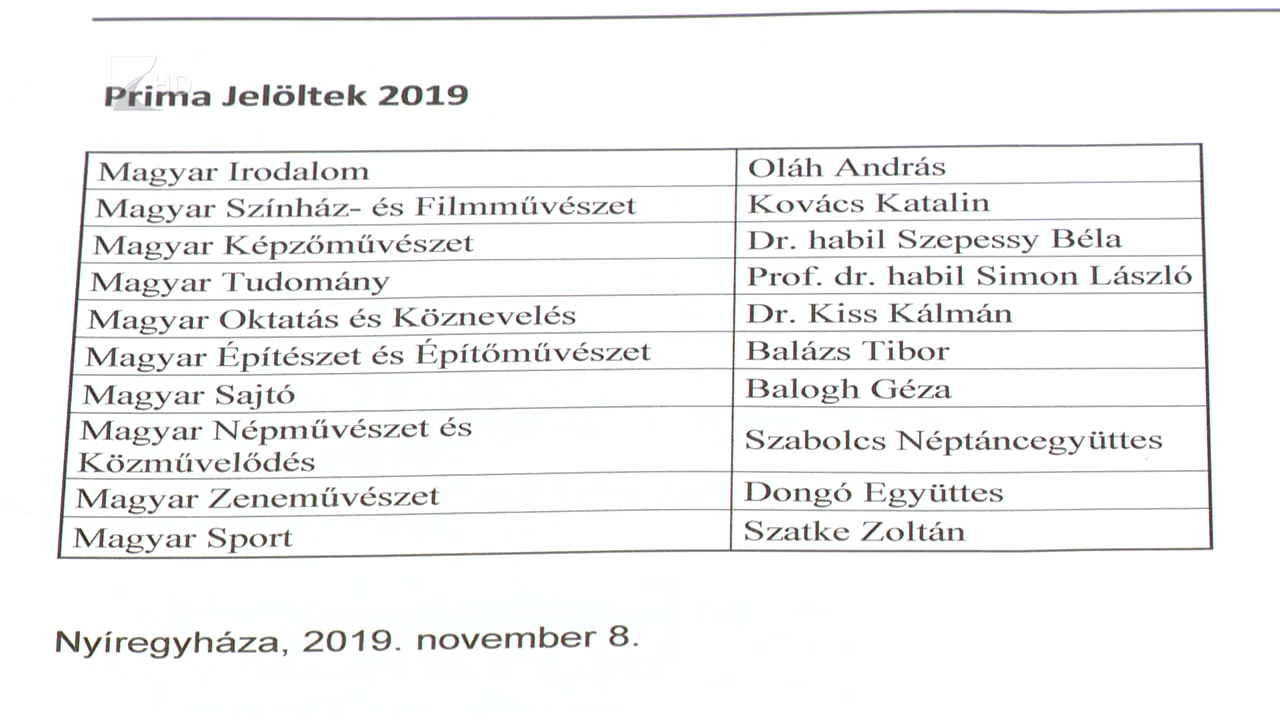 HD
Prima Jelöltek 2019
Magyar Irodalom Oláh András
Magyar Színház- és Filmművészet Kovács Katalin
Magyar Képzőművészet Dr. habil Szepessy Béla
Magyar Tudomány Prof. dr. habil Simon László
Magyar Oktatás és Köznevelés Dr. Kiss Kálmán
Magyar Építészet és Építőművészet Balázs Tibor
Magyar Sajtó Balogh Géza
Magyar Népművészet és
Közművelődés Szabolcs Néptáncegyüttes
Magyar Zeneművészet Dongó Együttes
Magyar Sport Szatke Zoltán
Nyíregyháza, 2019. november 8.